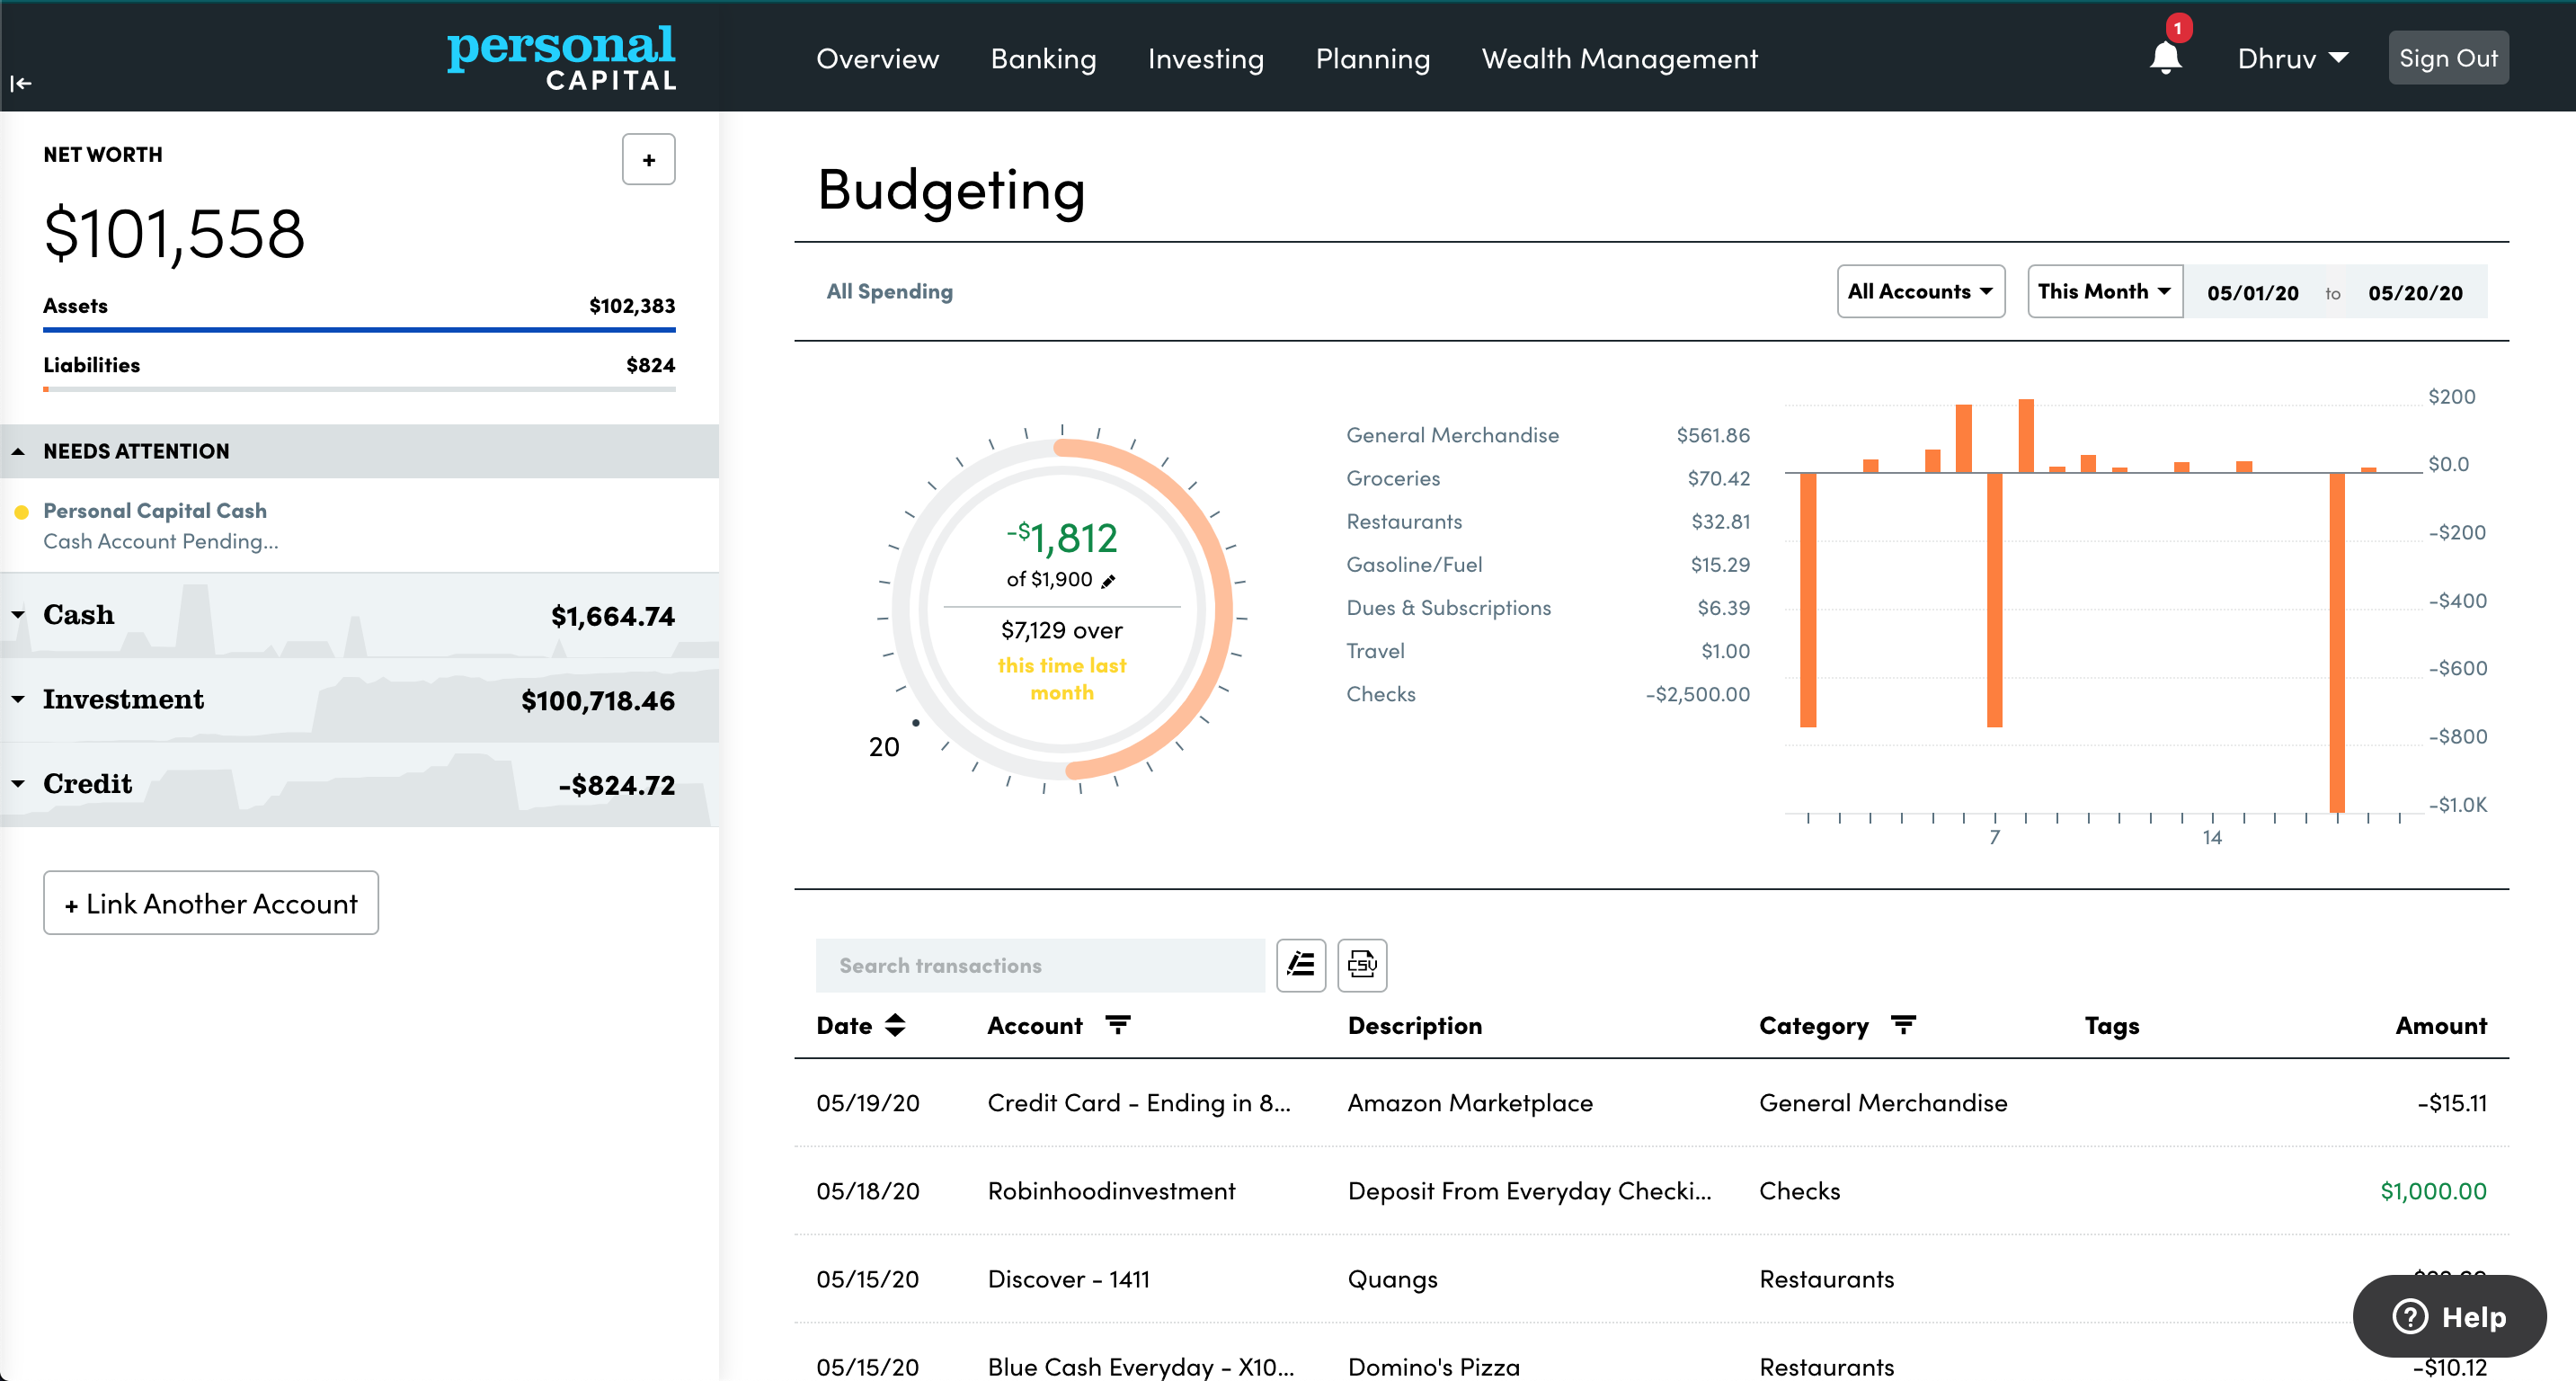 personal
CAPITAL
Overview Banking Investing Planning Wealth Management
1
Dhruv
Sign Out
NET WORTH
+
$101,558
Assets $102,383
Liabilities $824
NEEDS ATTENTION
Personal Capital Cash
Cash Account Pending...
Cash $1,664.74
Investment $100,718.46
Credit -$824.72
+ Link Another Account
Budgeting
All Spending
All Accounts
This Month
05/01/20 to 05/20/20
-$1,812
of $1,900
$7,129 over
this time last
month
20
General Merchandise $561.86
Groceries $70.42
Restaurants $32.81
Gasoline/Fuel $15.29
Dues & Subscriptions $6.39
Travel $1.00
Checks -$2,500.00
$200
$0.0
-$200
-$400
-$600
-$800
-$1.0K
7 14
Search transactions
CSV
Date Account Description Category Tags Amount
05/19/20 Credit Card - Ending in 8... Amazon Marketplace General Merchandise -$15.11
05/18/20 Robinhoodinvestment Deposit From Everyday Checki... Checks $1,000.00
05/15/20 Discover - 1411 Quangs Restaurants
05/15/20 Blue Cash Everyday - X10... Domino's Pizza Restaurants -$10.12
? Help